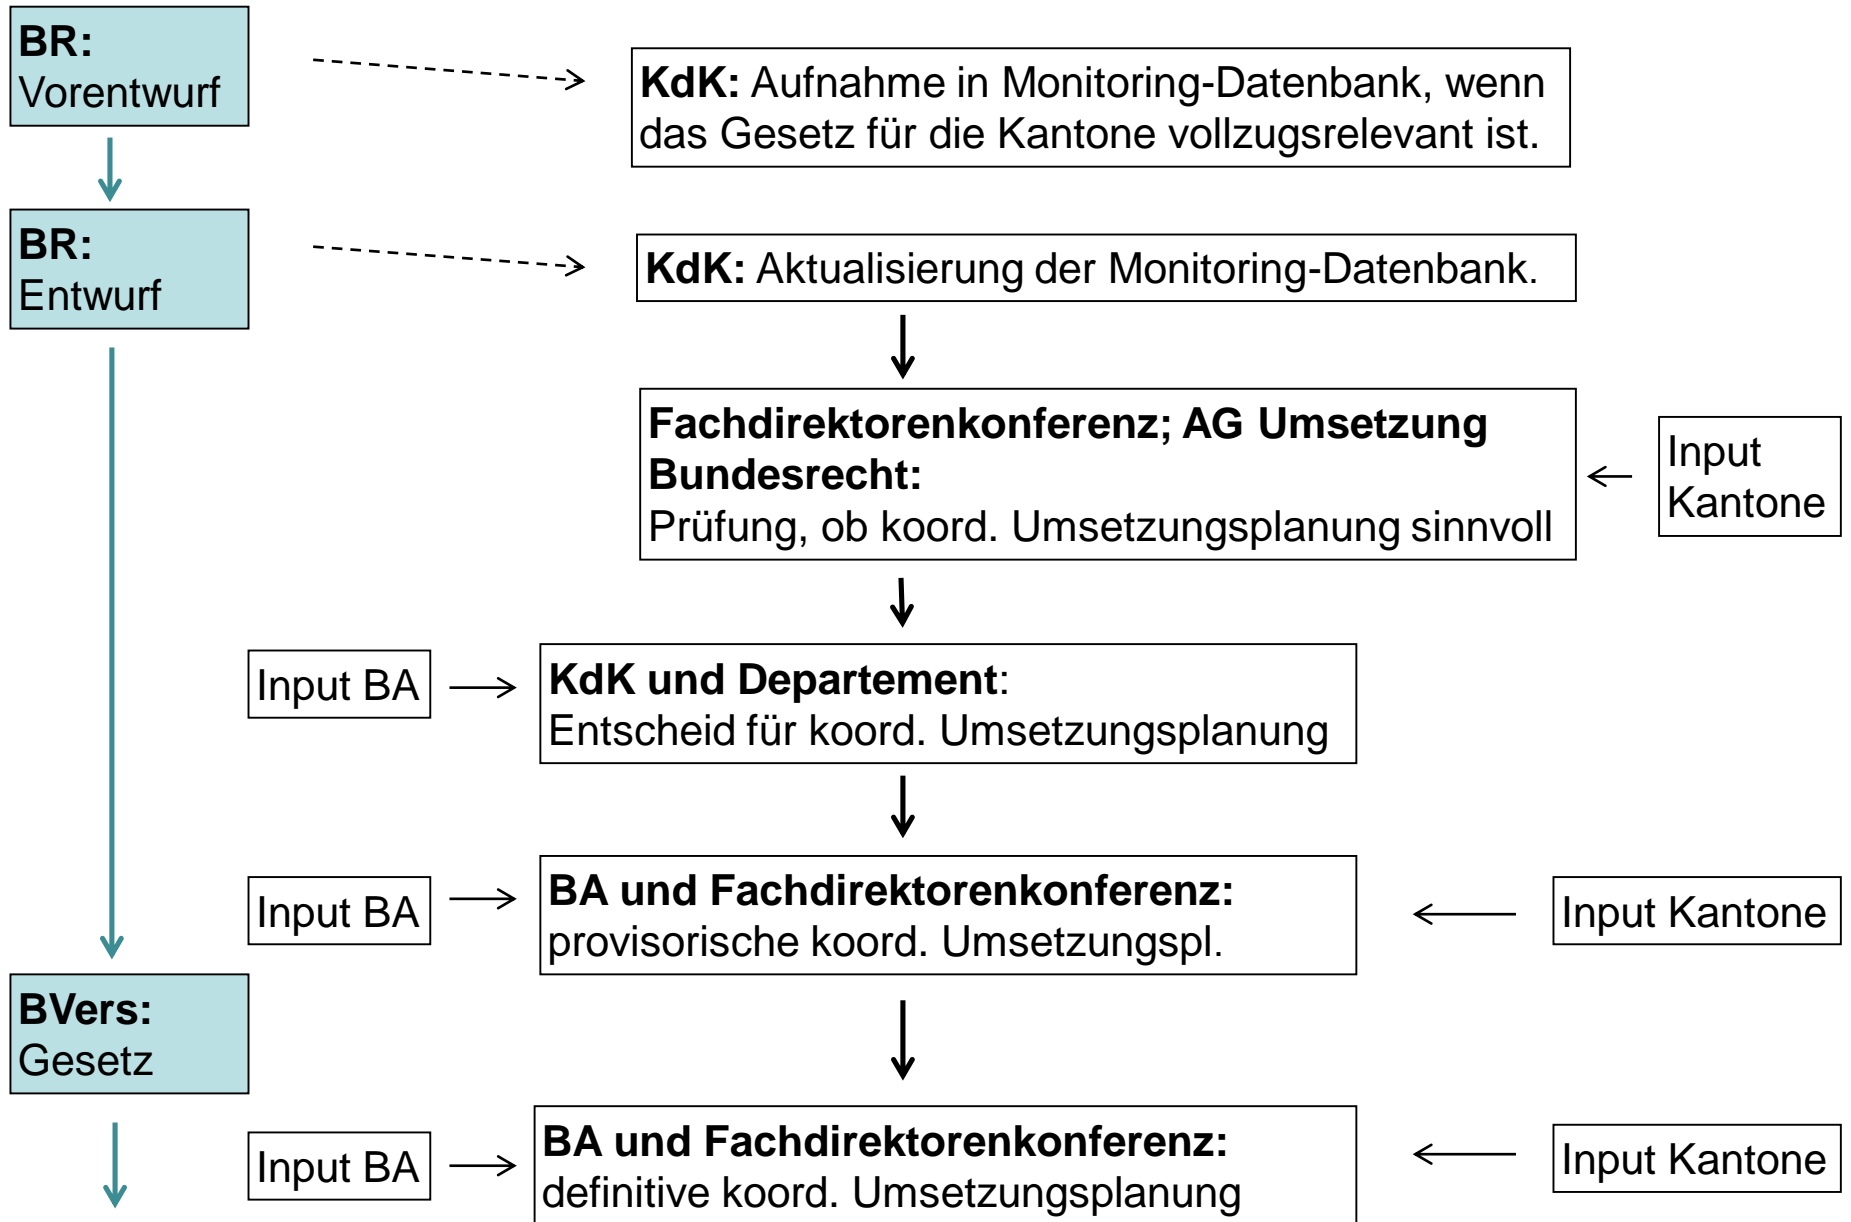 BR:
Vorentwurf
KdK: Aufnahme in Monitoring-Datenbank, wenn
das Gesetz für die Kantone vollzugsrelevant ist.
BR:
Entwurf
KdK: Aktualisierung der Monitoring-Datenbank.
Fachdirektorenkonferenz; AG Umsetzung
Bundesrecht:
Prüfung, ob koord. Umsetzungsplanung sinnvoll
Input
Kantone
Input BA
KdK und Departement:
Entscheid für koord. Umsetzungsplanung
Input BA
BA und Fachdirektorenkonferenz:
provisorische koord. Umsetzungspl.
Input Kantone
BVers:
Gesetz
Input BA
BA und Fachdirektorenkonferenz:
definitive koord. Umsetzungsplanung
Input Kantone